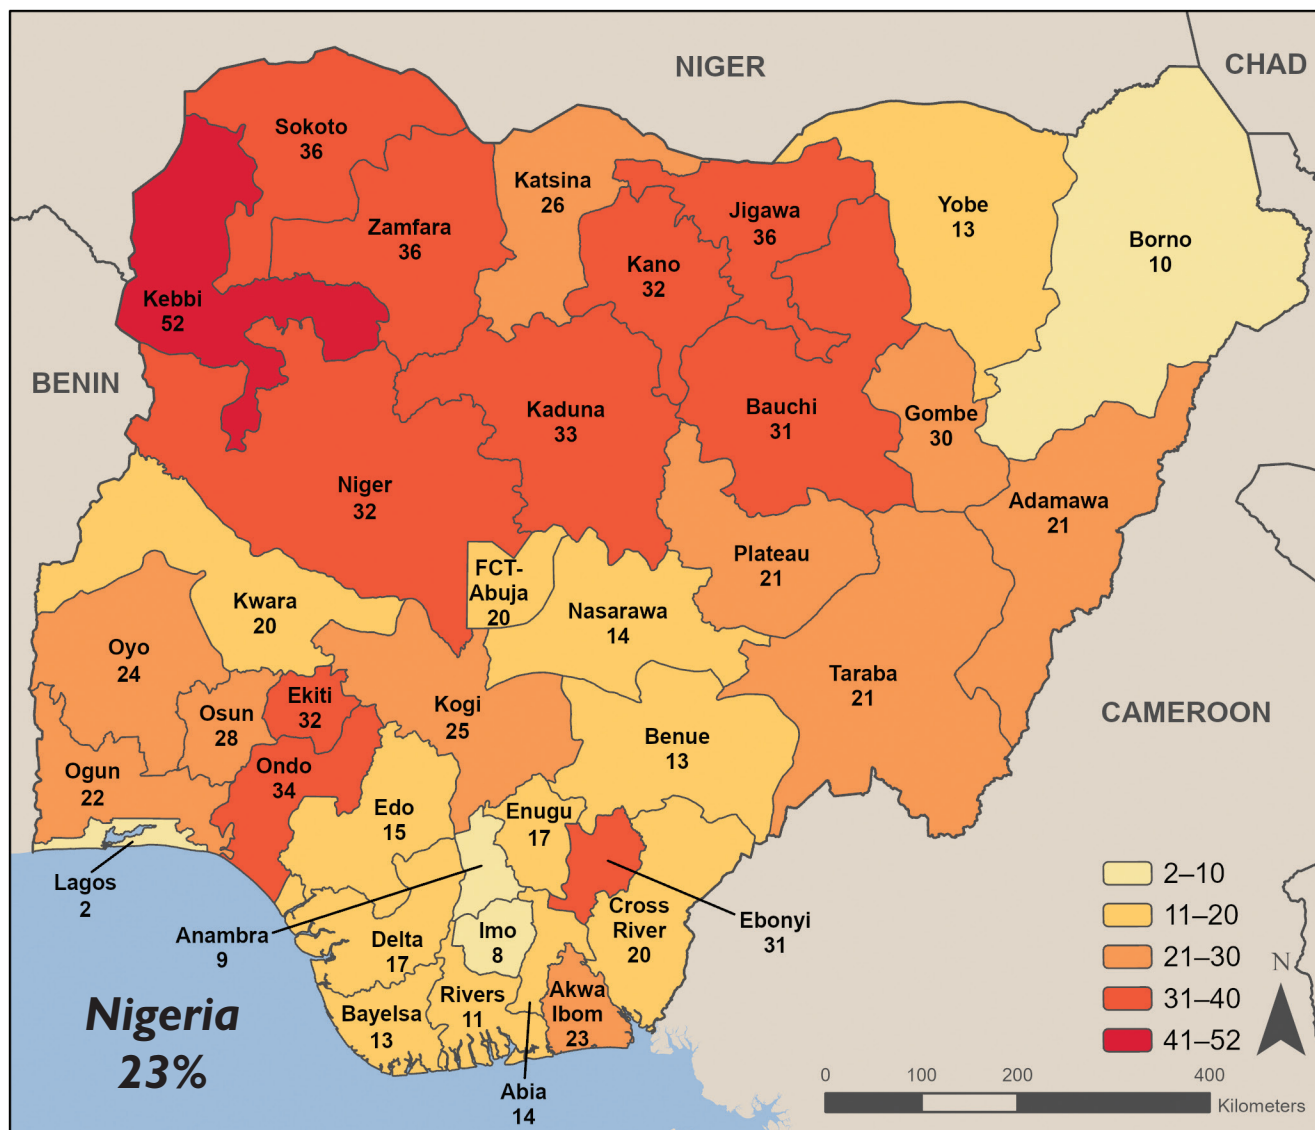 NIGER
CHAD
Sokoto
36
Katsina
26
Zamfara
36
Jigawa
36
Yobe
13
Borno
10
Kano
32
Kebbi
52
BENIN
Kaduna
33
Bauchi
31
Gombe
30
Niger
32
Adamawa
21
Plateau
21
FCT-
Abuja
20
Nasarawa
14
Kwara
20
Oyo
24
Taraba
21
Ekiti
32
Osun
28
Kogi
25
CAMEROON
Benue
13
Ogun
22
Ondo
34
Edo
15
Enugu
17
Lagos
2
Anambra
9
Delta
17
Imo
8
Cross
River
20
Ebonyi
31
Bayelsa
13
Rivers
11
Akwa
Ibom
23
Abia
14
Nigeria
23%
2–10
11–20
21–30
31–40
41–52
N
0 100 200 400
Kilometers